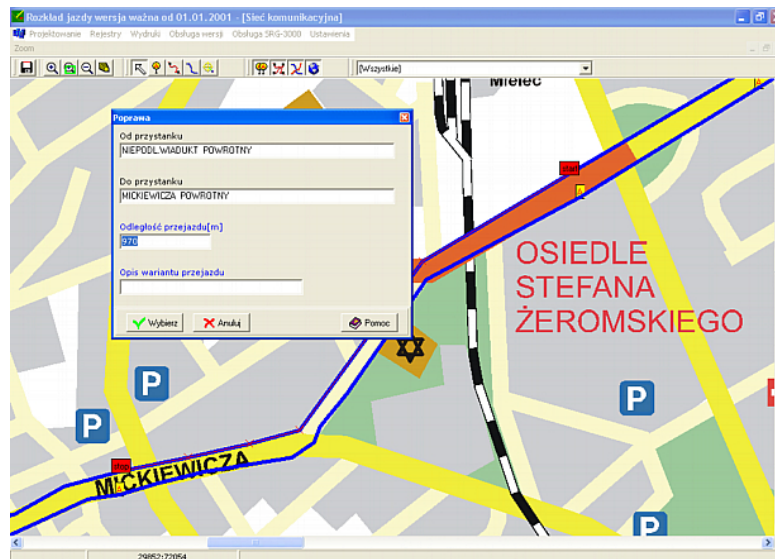 Rozkład jazdy wersja ważna od 01.01.2001 - [Sieć komunikacyjna]
Projektowanie Rejestry Wydruki Obsługa wersji Obsługa SRG-3000 Ustawienia
Zoom
[Wszystkie]
Mielec
Poprawa
Od przystanku
NIEPODL.WIADUKT POWROTNY
Do przystanku
MICKIEWICZA POWROTNY
Odległość przejazdu[m]
970
Opis wariantu przejazdu
Wybierz Anuluj Pomoc
start
OSIEDLE
STEFANA
ŻEROMSKIEGO
P
P
P
stop
MICKIEWICZA
P
29852:72054